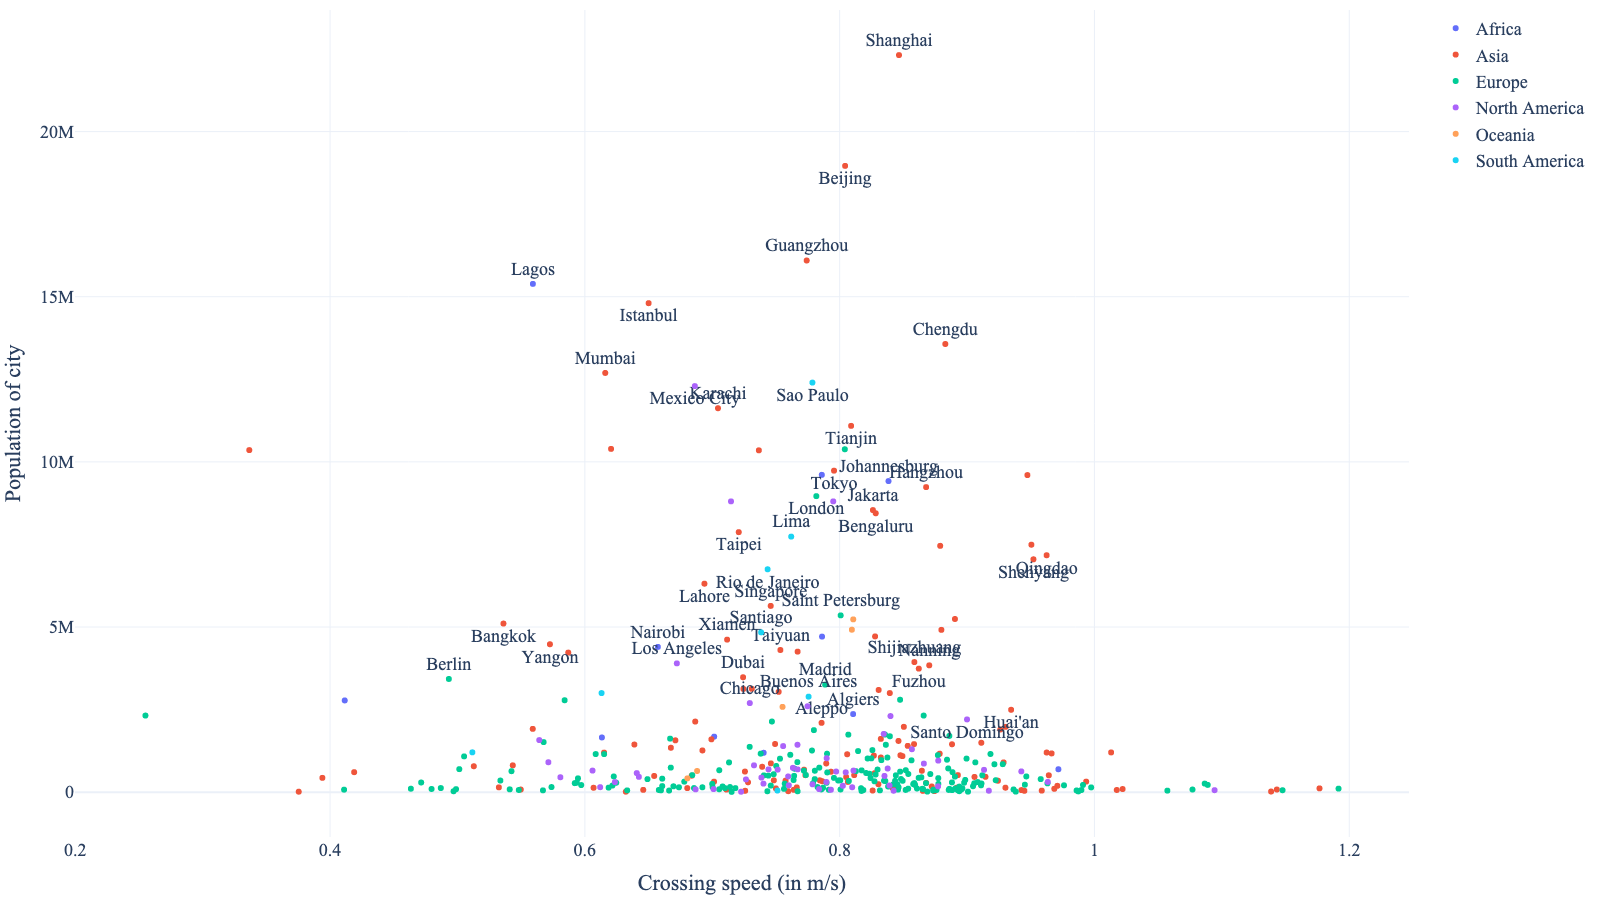 Shanghai
Africa
Asia
Europe
North America
Oceania
South America
20M
Beijing
Guangzhou
Lagos
15M
Istanbul
Chengdu
Mumbai
Karachi
Mexico City
Sao Paulo
Tianjin
10M
Johannesburg
Hangzhou
Tokyo
Jakarta
London
Lima
Bengaluru
Taipei
Qingdao
Shenyang
Rio de Janeiro
Singapore
Lahore
Saint Petersburg
Santiago
Xiamen
5M
Nairobi
Bangkok
Taiyuan
Los Angeles
Shijiazhuang
Nanning
Yangon
Berlin
Dubai
Madrid
Buenos Aires
Fuzhou
Chicago
Algiers
Aleppo
Huai'an
Santo Domingo
0
0.2
0.4
0.6
0.8
1
1.2
Crossing speed (in m/s)
Population of city